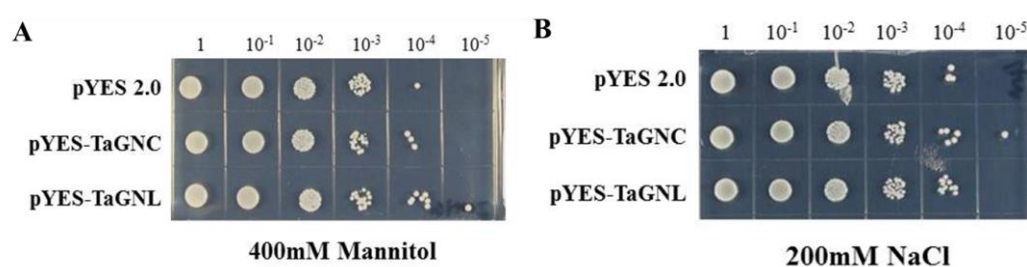 A
1 10⁻¹ 10⁻² 10⁻³ 10⁻⁴ 10⁻⁵
pYES 2.0
pYES-TaGNC
pYES-TaGNL
400mM Mannitol
B
1 10⁻¹ 10⁻² 10⁻³ 10⁻⁴ 10⁻⁵
pYES 2.0
pYES-TaGNC
pYES-TaGNL
200mM NaCl